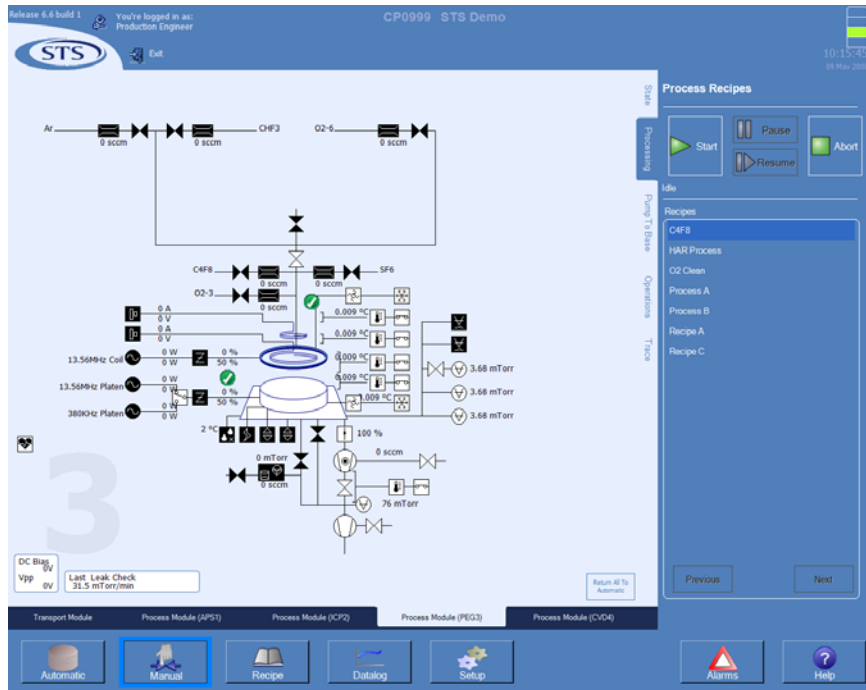 Release 6.6 build 1
You're logged in as:
Production Engineer
CP0999 STS Demo
STS
Exit
10:15:45
Process Recipes
Start
Pause
Resume
Abort
Idle
Recipes
C4F8
HAR Process
O2 Clean
Process A
Process B
Recipe A
Recipe C
Previous
Next
State
Processing
Pump To Base
Operations
Trace
Ar
0 sccm
0 sccm
CHF3
O2-6
0 sccm
C4F8
0 sccm
0 sccm
SF6
O2-3
0 sccm
0 A
0 V
0 A
0 V
0.009 ºC
0.009 ºC
0.009 ºC
0.009 ºC
13.56MHz Coil
0 W
0 W
0 %
50 %
13.56MHz Platen
0 W
0 W
0 %
50 %
380KHz Platen
0 W
0 W
3.68 mTorr
3.68 mTorr
3.68 mTorr
2 ºC
100 %
0 mTorr
0 sccm
0 sccm
76 mTorr
3
DC Bias
0V
Vpp
0V
Last Leak Check
31.5 mTorr/min
Return All To
Automatic
Transport Module
Process Module (APS1)
Process Module (ICP2)
Process Module (PEG3)
Process Module (CVD4)
Automatic
Manual
Recipe
Datalog
Setup
Alarms
Help